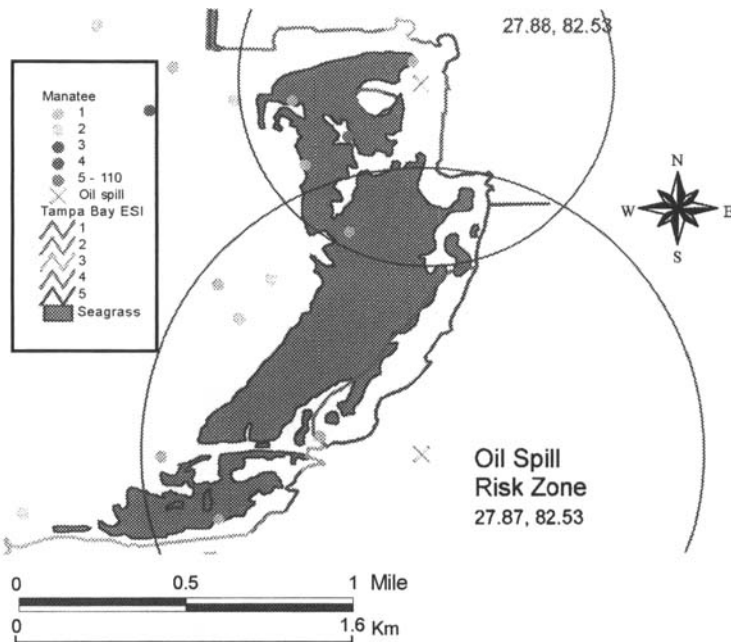 27.88, 82.53
Manatee
1
2
3
4
5 - 110
Oil spill
Tampa Bay ESI
1
2
3
4
5
Seagrass
N
W E
S
Oil Spill
Risk Zone
27.87, 82.53
0 0.5 1 Mile
0 1.6 Km